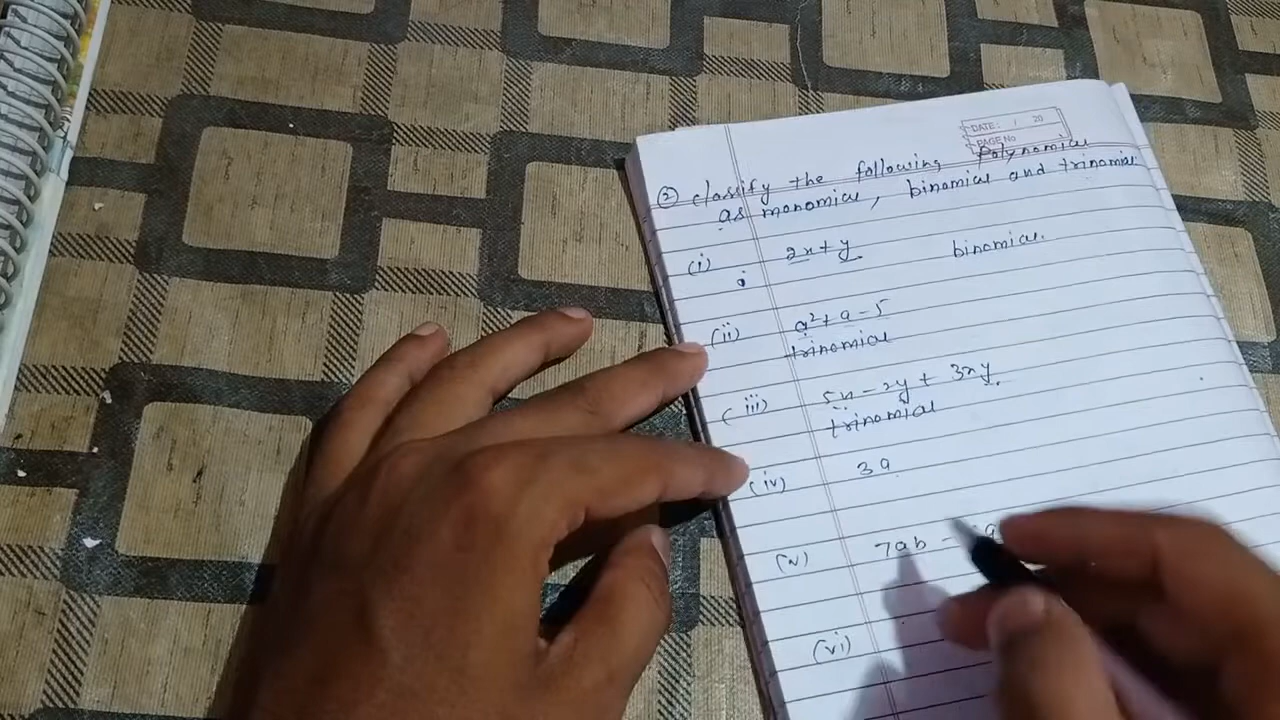 DATE: / 20
PAGE No
② classify the following Polynomial
as monomial, binomial and trinomial
(i) 2x + y binomial.
(ii) a² + a - 5
trinomial
(iii) 5x - 2y + 3xy.
trinomial
(iv) 3a
(v) 7ab -
(vi)